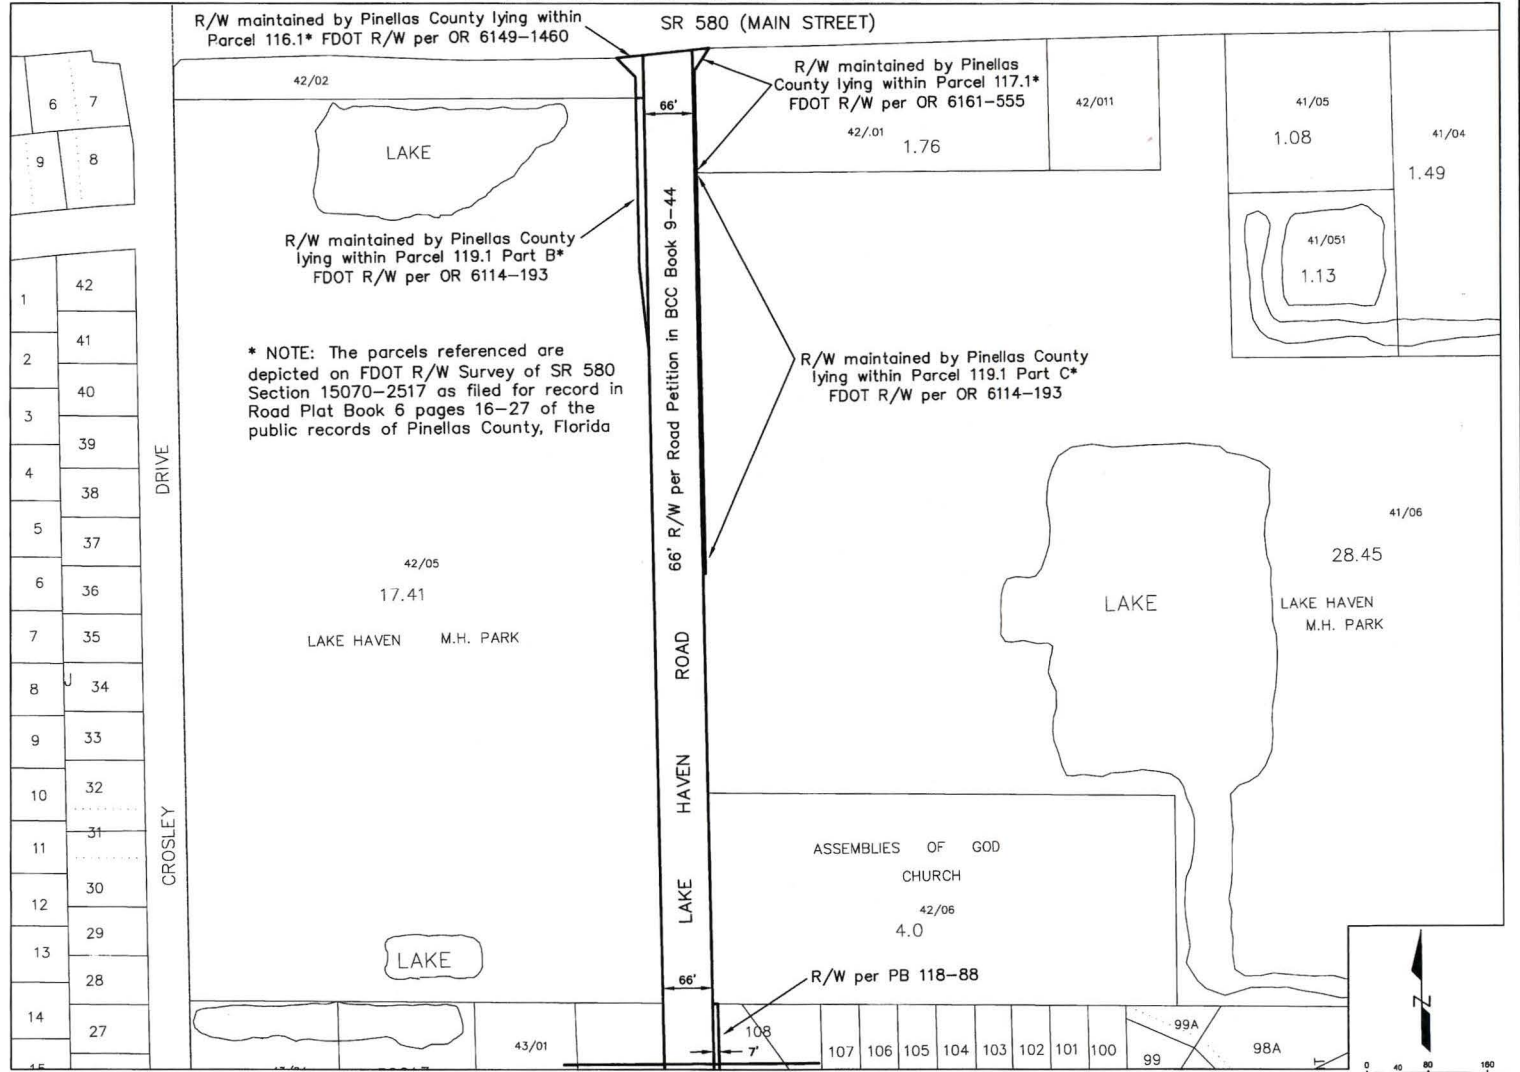 SR 580 (MAIN STREET)
R/W maintained by Pinellas County lying within
Parcel 116.1* FDOT R/W per OR 6149-1460
R/W maintained by Pinellas
County lying within Parcel 117.1*
FDOT R/W per OR 6161-555
42/02
66'
42/.01
1.76
42/011
41/05
1.08
41/04
1.49
6
7
9
8
LAKE
R/W maintained by Pinellas County
lying within Parcel 119.1 Part B*
FDOT R/W per OR 6114-193
41/051
1.13
* NOTE: The parcels referenced are
depicted on FDOT R/W Survey of SR 580
Section 15070-2517 as filed for record in
Road Plat Book 6 pages 16-27 of the
public records of Pinellas County, Florida
R/W maintained by Pinellas County
lying within Parcel 119.1 Part C*
FDOT R/W per OR 6114-193
66' R/W per Road Petition in BCC Book 9-44
LAKE HAVEN ROAD
CROSLEY DRIVE
1
2
3
4
5
6
7
8
9
10
11
12
13
14
15
42
41
40
39
38
37
36
35
34
33
32
31
30
29
28
27
J
42/05
17.41
LAKE HAVEN M.H. PARK
LAKE
41/06
28.45
LAKE HAVEN
M.H. PARK
ASSEMBLIES OF GOD
CHURCH
42/06
4.0
LAKE
66'
R/W per PB 118-88
43/01
7'
108
107
106
105
104
103
102
101
100
99
99A
98A
N
0 40 80 160